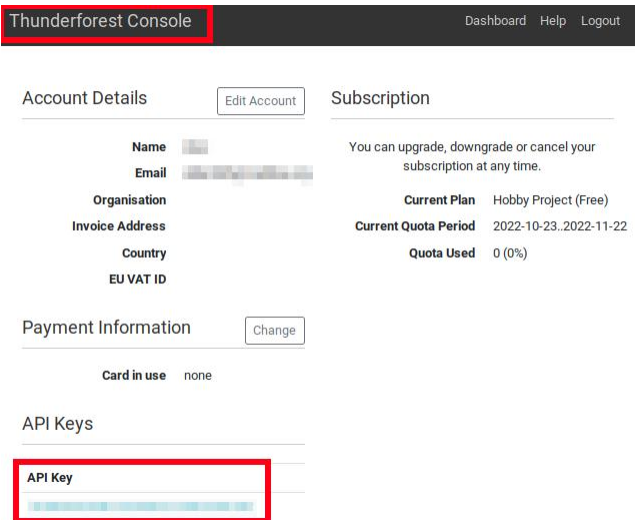 Thunderforest Console
Dashboard Help Logout
Account Details
Edit Account
Name
Email
Organisation
Invoice Address
Country
EU VAT ID
Payment Information
Change
Card in use none
API Keys
API Key
Subscription
You can upgrade, downgrade or cancel your
subscription at any time.
Current Plan Hobby Project (Free)
Current Quota Period 2022-10-23..2022-11-22
Quota Used 0 (0%)